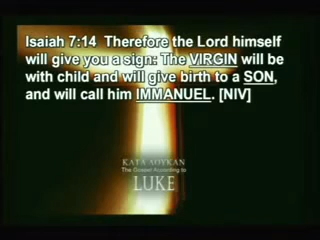 Isaiah 7:14 Therefore the Lord himself
will give you a sign: The VIRGIN will be
with child and will give birth to a SON,
and will call him IMMANUEL. [NIV]
ΚΑΤΑ ΛΟΥΚΑΝ
The Gospel According to
LUKE